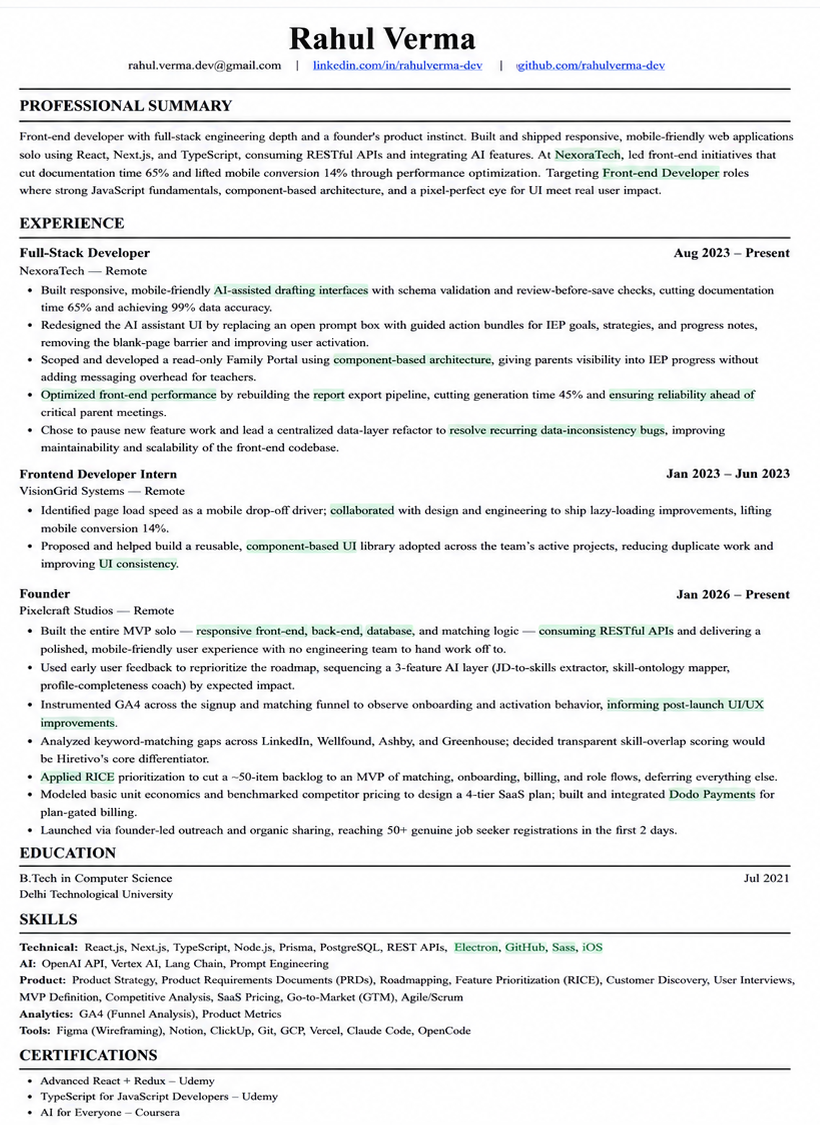 Rahul Verma
rahul.verma.dev@gmail.com | linkedin.com/in/rahulverma-dev | github.com/rahulverma-dev
PROFESSIONAL SUMMARY
Front-end developer with full-stack engineering depth and a founder's product instinct. Built and shipped responsive, mobile-friendly web applications
solo using React, Next.js, and TypeScript, consuming RESTful APIs and integrating AI features. At NexoraTech, led front-end initiatives that
cut documentation time 65% and lifted mobile conversion 14% through performance optimization. Targeting Front-end Developer roles
where strong JavaScript fundamentals, component-based architecture, and a pixel-perfect eye for UI meet real user impact.
EXPERIENCE
Full-Stack Developer Aug 2023 – Present
NexoraTech — Remote
• Built responsive, mobile-friendly AI-assisted drafting interfaces with schema validation and review-before-save checks, cutting documentation
time 65% and achieving 99% data accuracy.
• Redesigned the AI assistant UI by replacing an open prompt box with guided action bundles for IEP goals, strategies, and progress notes,
removing the blank-page barrier and improving user activation.
• Scoped and developed a read-only Family Portal using component-based architecture, giving parents visibility into IEP progress without
adding messaging overhead for teachers.
• Optimized front-end performance by rebuilding the report export pipeline, cutting generation time 45% and ensuring reliability ahead of
critical parent meetings.
• Chose to pause new feature work and lead a centralized data-layer refactor to resolve recurring data-inconsistency bugs, improving
maintainability and scalability of the front-end codebase.
Frontend Developer Intern Jan 2023 – Jun 2023
VisionGrid Systems — Remote
• Identified page load speed as a mobile drop-off driver; collaborated with design and engineering to ship lazy-loading improvements, lifting
mobile conversion 14%.
• Proposed and helped build a reusable, component-based UI library adopted across the team's active projects, reducing duplicate work and
improving UI consistency.
Founder Jan 2026 – Present
Pixelcraft Studios — Remote
• Built the entire MVP solo — responsive front-end, back-end, database, and matching logic — consuming RESTful APIs and delivering a
polished, mobile-friendly user experience with no engineering team to hand work off to.
• Used early user feedback to reprioritize the roadmap, sequencing a 3-feature AI layer (JD-to-skills extractor, skill-ontology mapper,
profile-completeness coach) by expected impact.
• Instrumented GA4 across the signup and matching funnel to observe onboarding and activation behavior, informing post-launch UI/UX
improvements.
• Analyzed keyword-matching gaps across LinkedIn, Wellfound, Ashby, and Greenhouse; decided transparent skill-overlap scoring would
be Hiretivo's core differentiator.
• Applied RICE prioritization to cut a ~50-item backlog to an MVP of matching, onboarding, billing, and role flows, deferring everything else.
• Modeled basic unit economics and benchmarked competitor pricing to design a 4-tier SaaS plan; built and integrated Dodo Payments for
plan-gated billing.
• Launched via founder-led outreach and organic sharing, reaching 50+ genuine job seeker registrations in the first 2 days.
EDUCATION
B.Tech in Computer Science Jul 2021
Delhi Technological University
SKILLS
Technical: React.js, Next.js, TypeScript, Node.js, Prisma, PostgreSQL, REST APIs, Electron, GitHub, Sass, iOS
AI: OpenAI API, Vertex AI, Lang Chain, Prompt Engineering
Product: Product Strategy, Product Requirements Documents (PRDs), Roadmapping, Feature Prioritization (RICE), Customer Discovery, User Interviews,
MVP Definition, Competitive Analysis, SaaS Pricing, Go-to-Market (GTM), Agile/Scrum
Analytics: GA4 (Funnel Analysis), Product Metrics
Tools: Figma (Wireframing), Notion, ClickUp, Git, GCP, Vercel, Claude Code, OpenCode
CERTIFICATIONS
• Advanced React + Redux – Udemy
• TypeScript for JavaScript Developers – Udemy
• AI for Everyone – Coursera